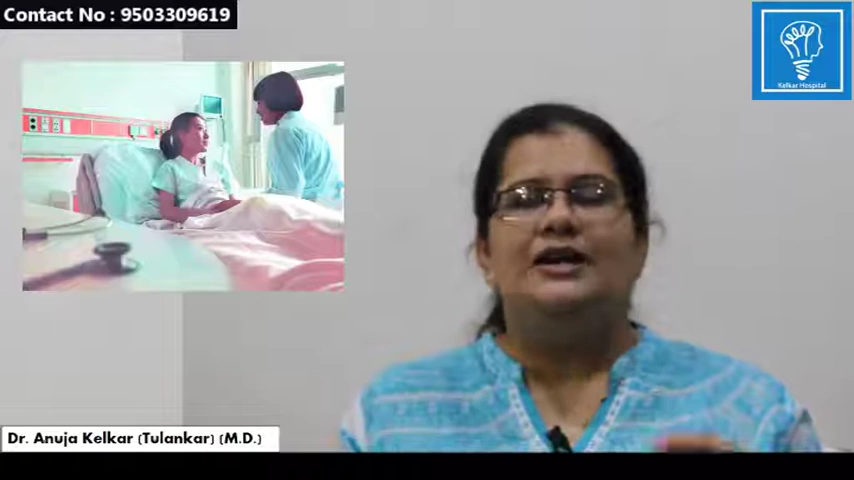 Contact No : 9503309619
Kelkar Hospital
Dr. Anuja Kelkar (Tulankar) (M.D.)